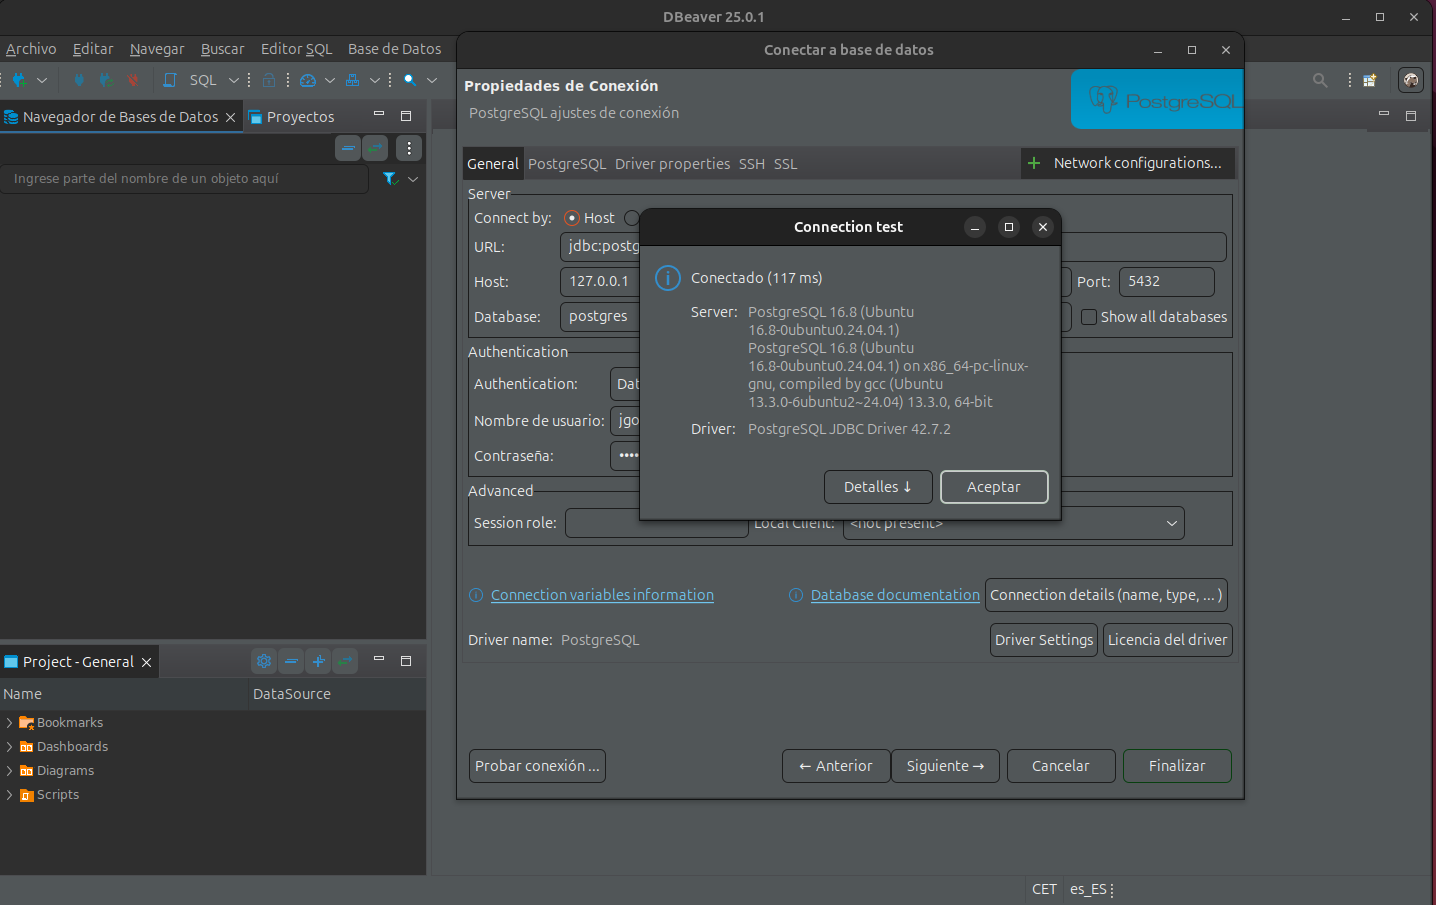 DBeaver 25.0.1
Archivo Editar Navegar Buscar Editor SQL Base de Datos
Conectar a base de datos
SQL
Propiedades de Conexión
PostgreSQL ajustes de conexión
PostgreSQL
Navegador de Bases de Datos
Proyectos
Ingrese parte del nombre de un objeto aquí
General PostgreSQL Driver properties SSH SSL
Network configurations...
Server
Connect by: Host
URL: jdbc:postg
Host: 127.0.0.1
Port: 5432
Database: postgres
Show all databases
Authentication
Authentication: Dat
Nombre de usuario: jgo
Contraseña: ••••
Advanced
Session role:
Local Client: <not present>
Connection test
Conectado (117 ms)
Server: PostgreSQL 16.8 (Ubuntu
16.8-0ubuntu0.24.04.1)
PostgreSQL 16.8 (Ubuntu
16.8-0ubuntu0.24.04.1) on x86_64-pc-linux-
gnu, compiled by gcc (Ubuntu
13.3.0-6ubuntu2~24.04) 13.3.0, 64-bit
Driver: PostgreSQL JDBC Driver 42.7.2
Detalles ↓
Aceptar
Connection variables information
Database documentation
Connection details (name, type, ... )
Driver name: PostgreSQL
Driver Settings
Licencia del driver
Probar conexión ...
← Anterior
Siguiente →
Cancelar
Finalizar
Project - General
Name DataSource
Bookmarks
Dashboards
Diagrams
Scripts
CET es_ES